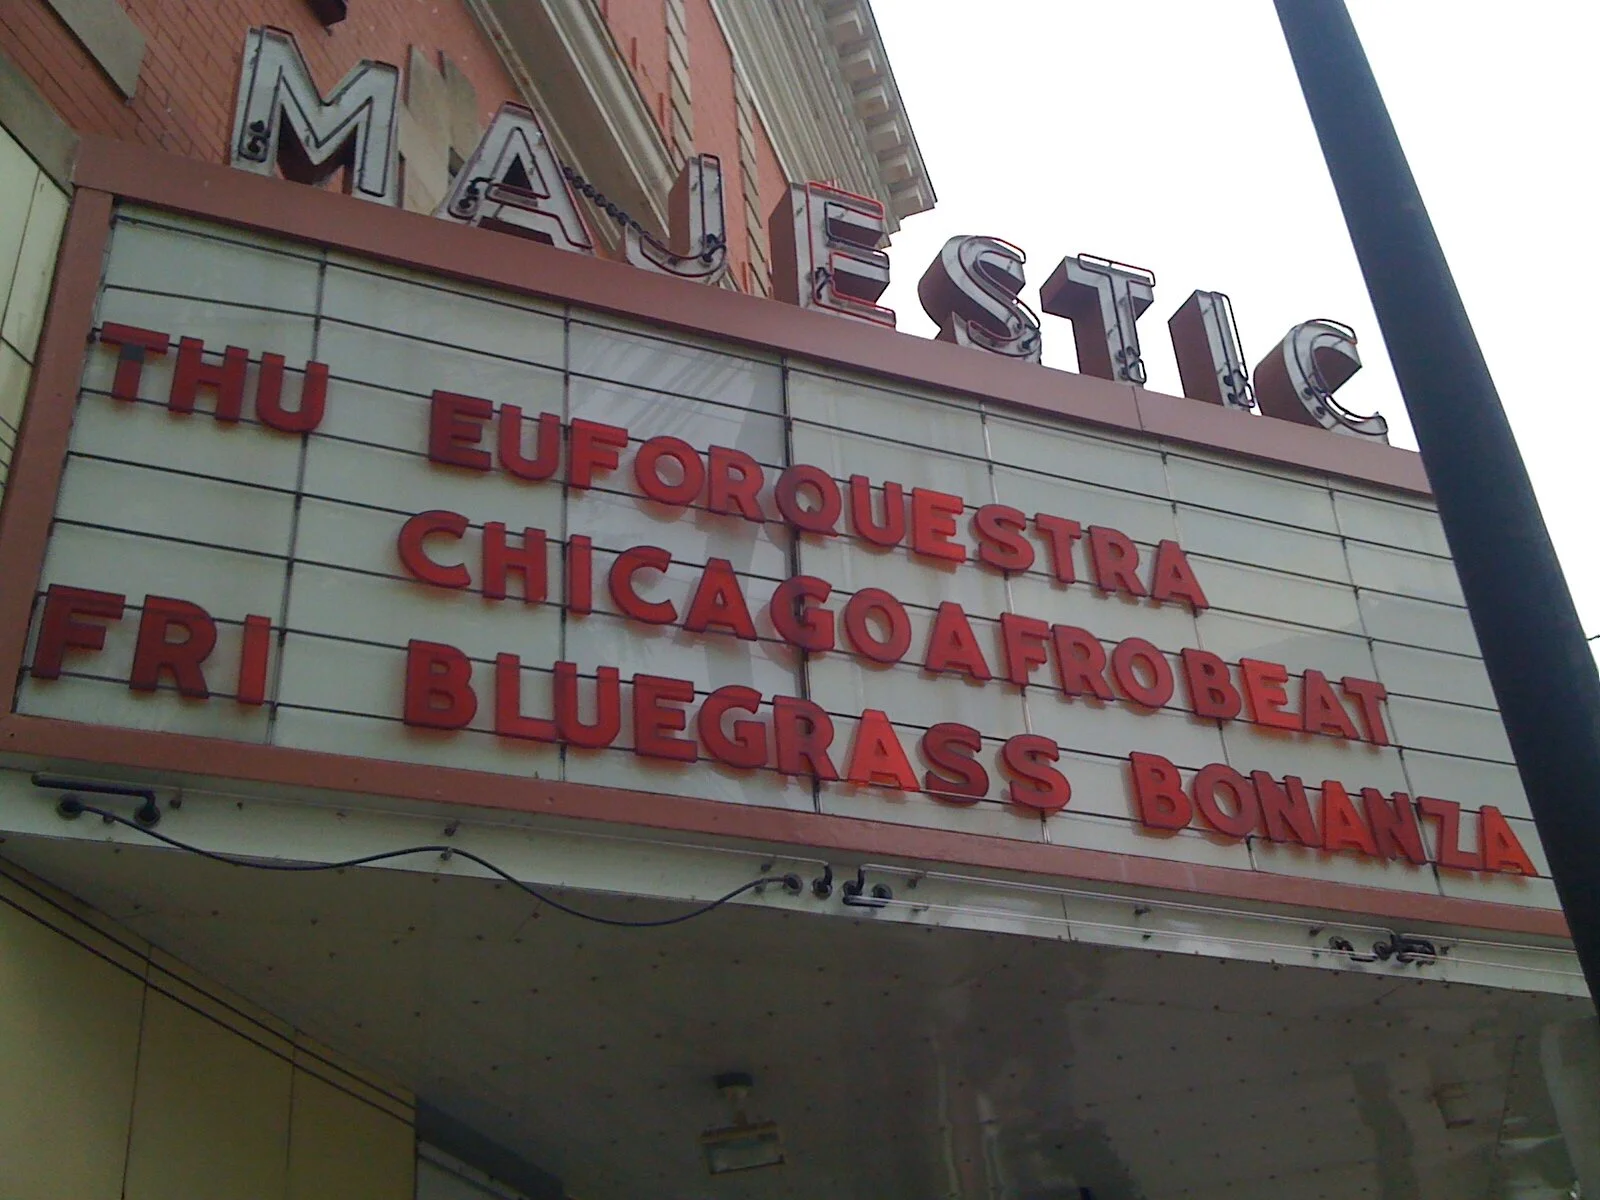 MAJESTIC
THU EUFORQUESTRA
CHICAGOAFROBEAT
FRI BLUEGRASS BONANZA